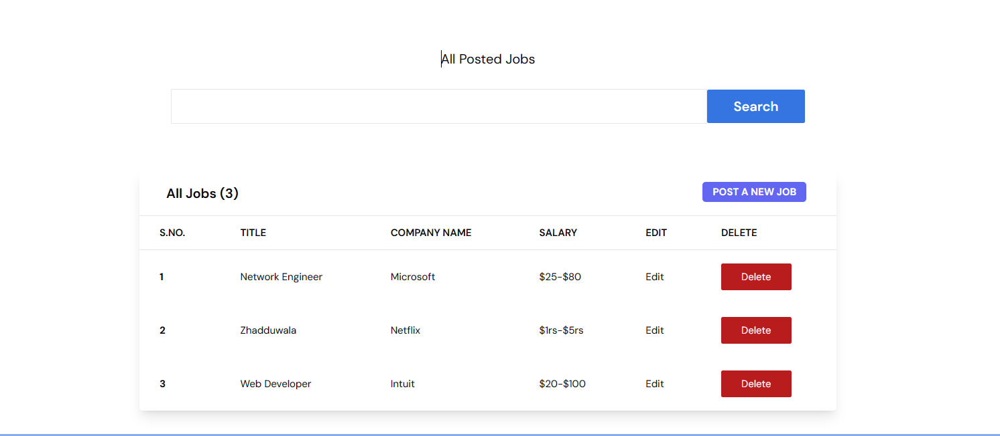 All Posted Jobs
Search
All Jobs (3) POST A NEW JOB
S.NO. TITLE COMPANY NAME SALARY EDIT DELETE
1 Network Engineer Microsoft $25-$80 Edit Delete
2 Zhadduwala Netflix $1rs-$5rs Edit Delete
3 Web Developer Intuit $20-$100 Edit Delete